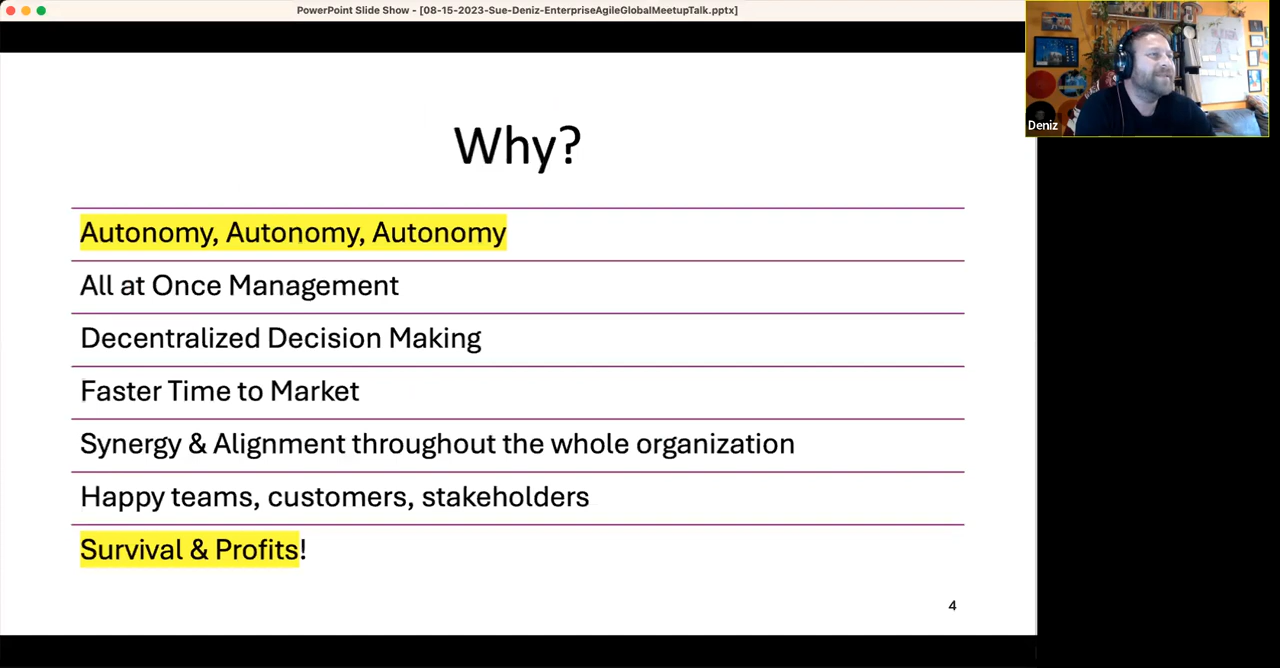 PowerPoint Slide Show - [08-15-2023-Sue-Deniz-EnterpriseAgileGlobalMeetupTalk.pptx]
Deniz
Why?
Autonomy, Autonomy, Autonomy
All at Once Management
Decentralized Decision Making
Faster Time to Market
Synergy & Alignment throughout the whole organization
Happy teams, customers, stakeholders
Survival & Profits!
4